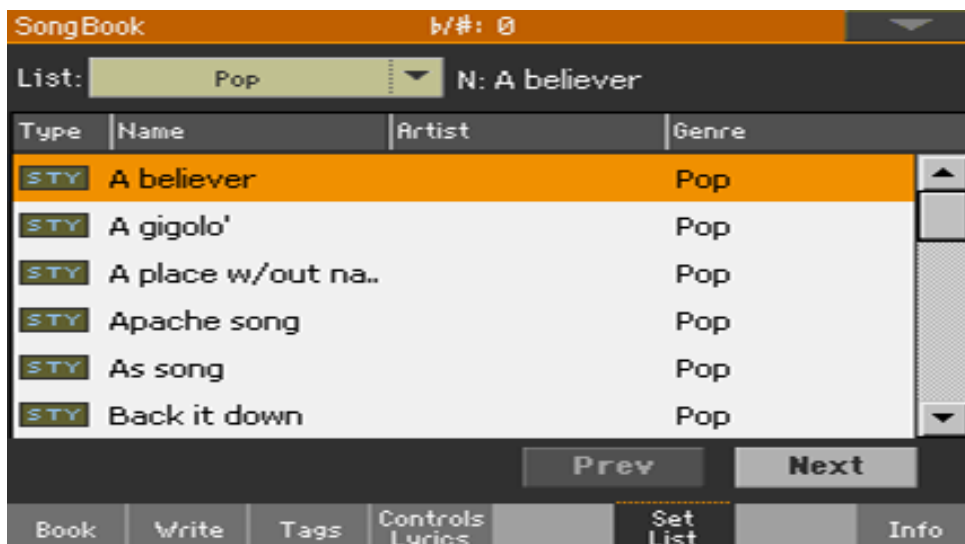 SongBook b/#: 0
List: Pop N: A believer
Type Name Artist Genre
STY A believer Pop
STY A gigolo' Pop
STY A place w/out na.. Pop
STY Apache song Pop
STY As song Pop
STY Back it down Pop
Prev Next
Book Write Tags Controls Lyrics Set List Info